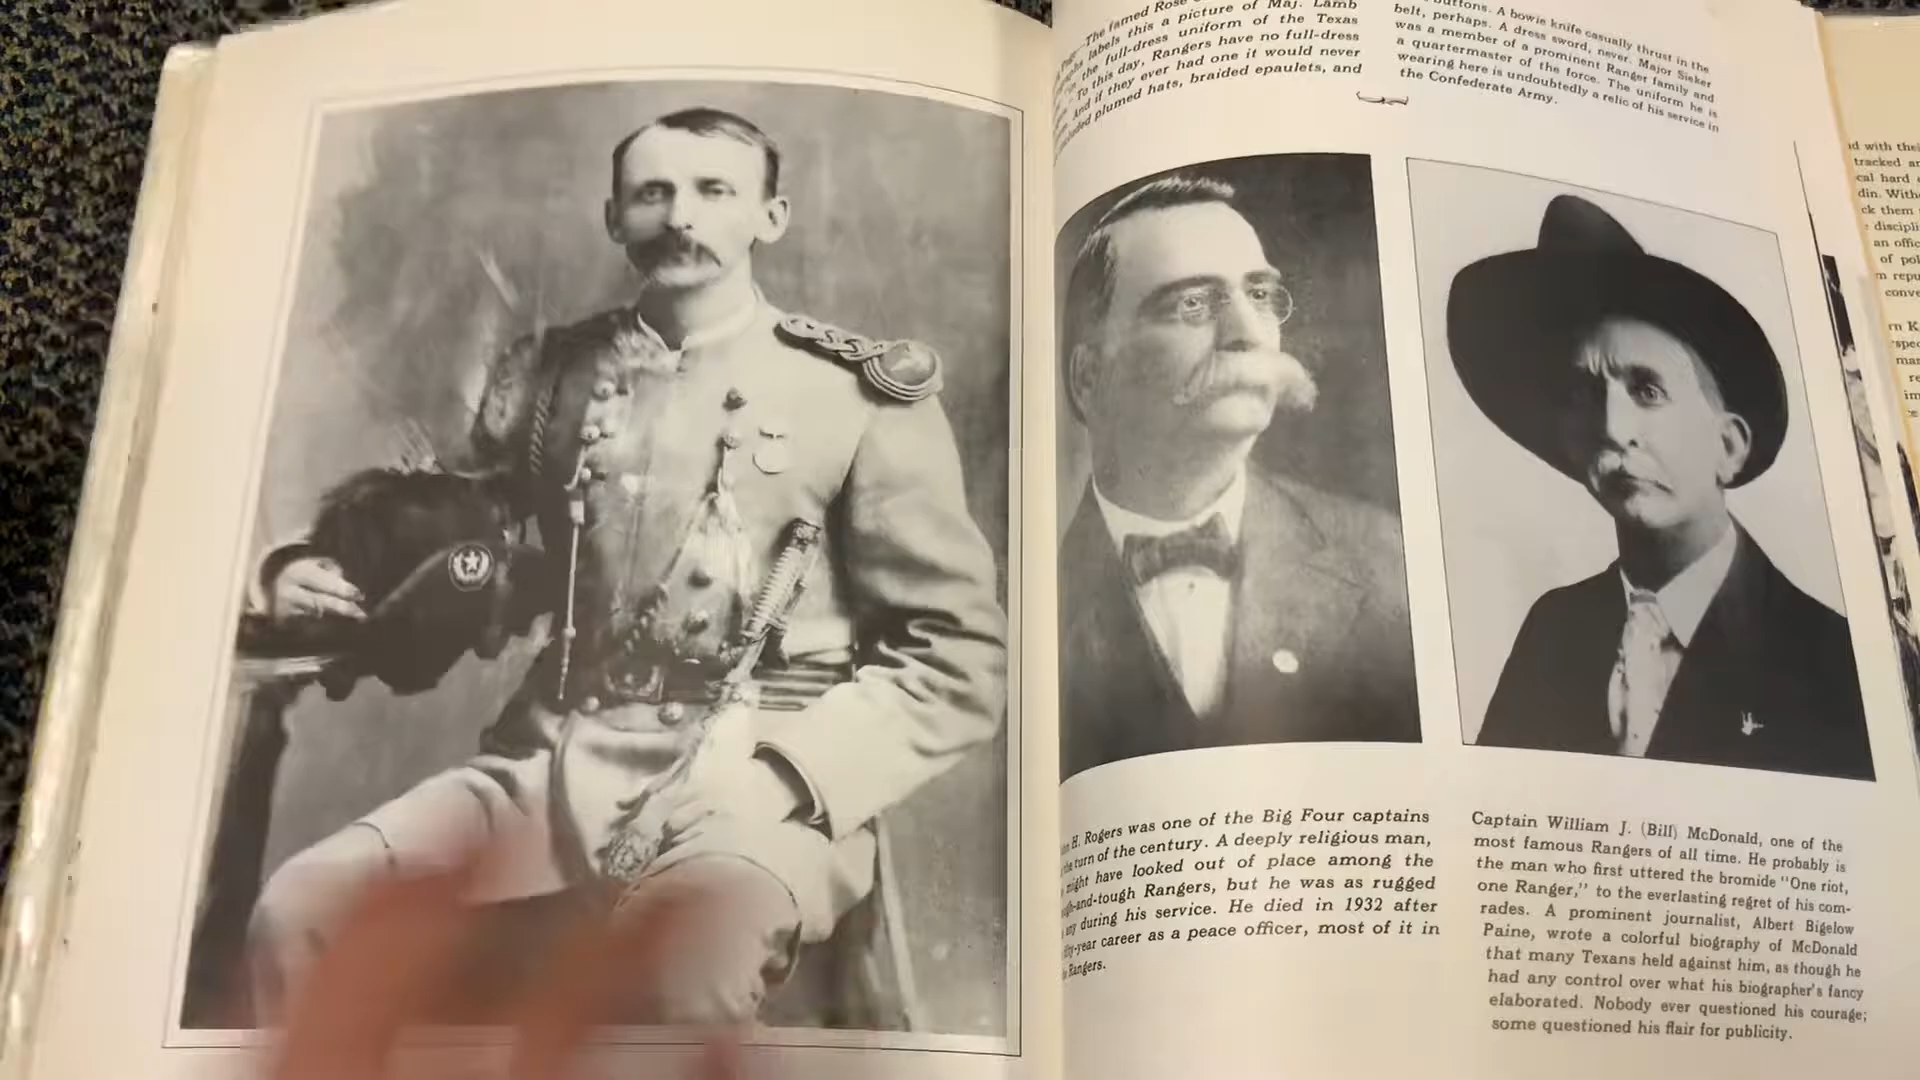 Page—The famed Rose
labels this a picture of Maj. Lamb
the full-dress uniform of the Texas
To this day, Rangers have no full-dress
And if they ever had one it would never
included plumed hats, braided epaulets, and
buttons. A bowie knife casually thrust in the
belt, perhaps. A dress sword, never. Major Sieker
was a member of a prominent Ranger family and
a quartermaster of the force. The uniform he is
wearing here is undoubtedly a relic of his service in
the Confederate Army.
H. Rogers was one of the Big Four captains
the turn of the century. A deeply religious man,
might have looked out of place among the
-and-tough Rangers, but he was as rugged
any during his service. He died in 1932 after
-year career as a peace officer, most of it in
Rangers.
Captain William J. (Bill) McDonald, one of the
most famous Rangers of all time. He probably is
the man who first uttered the bromide "One riot,
one Ranger," to the everlasting regret of his com-
rades. A prominent journalist, Albert Bigelow
Paine, wrote a colorful biography of McDonald
that many Texans held against him, as though he
had any control over what his biographer's fancy
elaborated. Nobody ever questioned his courage;
some questioned his flair for publicity.
with
tracked
hard
din.
them
an
of